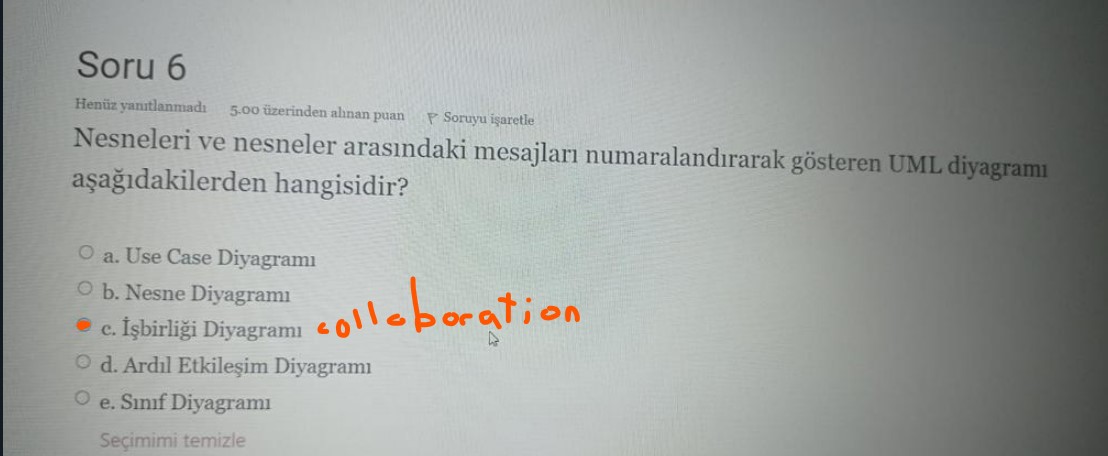 Soru 6
Henüz yanıtlanmadı 5.00 üzerinden alınan puan Soruyu işaretle
Nesneleri ve nesneler arasındaki mesajları numaralandırarak gösteren UML diyagramı
aşağıdakilerden hangisidir?
a. Use Case Diyagramı
b. Nesne Diyagramı
c. İşbirliği Diyagramı collaboration
d. Ardıl Etkileşim Diyagramı
e. Sınıf Diyagramı
Seçimimi temizle